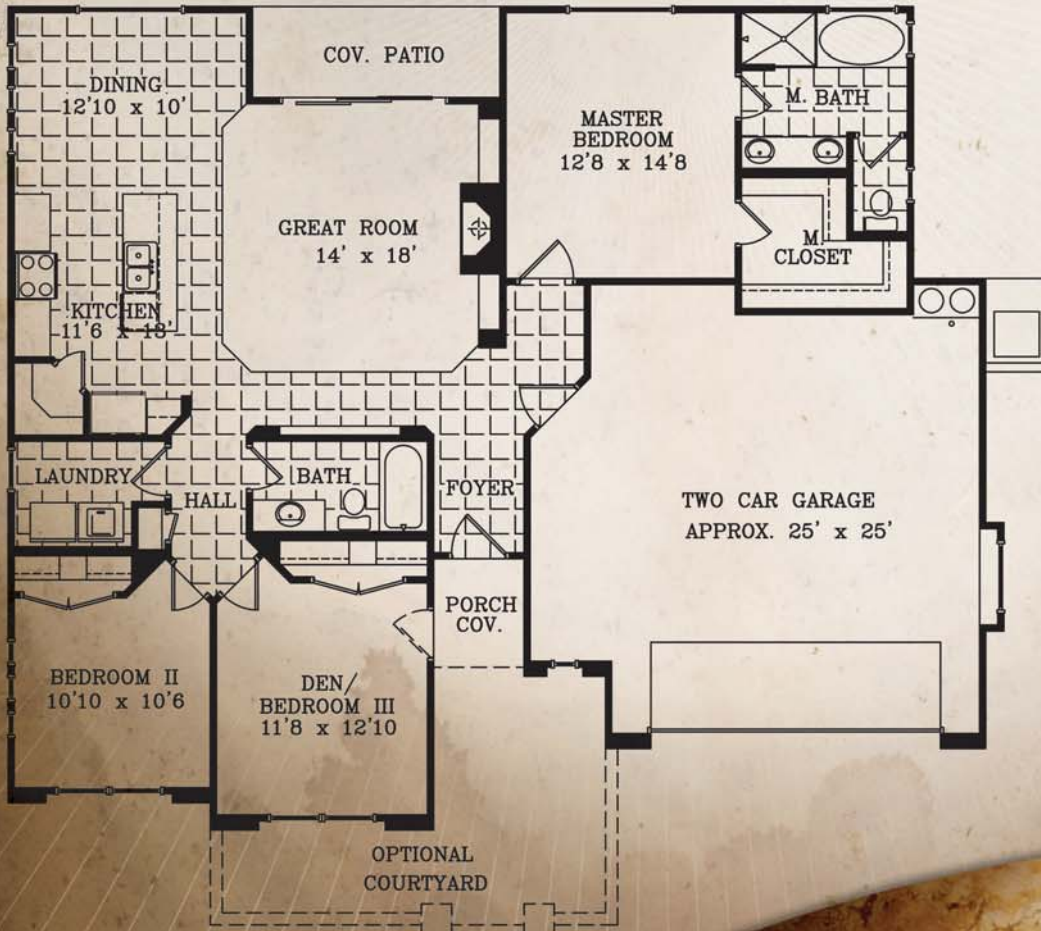 COV. PATIO
DINING
12'10 x 10'
M. BATH
MASTER
BEDROOM
12'8 x 14'8
GREAT ROOM
14' x 18'
M.
CLOSET
KITCHEN
11'6 x 13'
LAUNDRY
HALL
BATH
FOYER
TWO CAR GARAGE
APPROX. 25' x 25'
PORCH
COV.
BEDROOM II
10'10 x 10'6
DEN/
BEDROOM III
11'8 x 12'10
OPTIONAL
COURTYARD